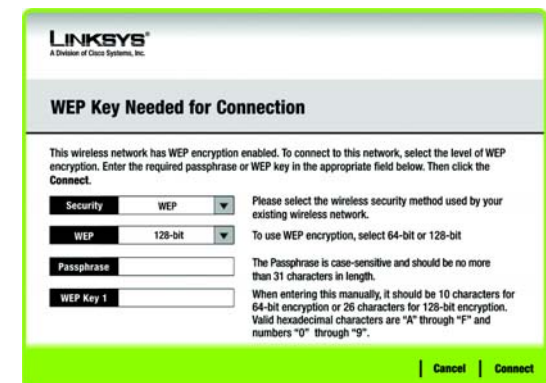 LINKSYS®
A Division of Cisco Systems, Inc.
WEP Key Needed for Connection
This wireless network has WEP encryption enabled. To connect to this network, select the level of WEP
encryption. Enter the required passphrase or WEP key in the appropriate field below. Then click the
Connect.
Security WEP Please select the wireless security method used by your
existing wireless network.
WEP 128-bit To use WEP encryption, select 64-bit or 128-bit
Passphrase The Passphrase is case-sensitive and should be no more
than 31 characters in length.
WEP Key 1 When entering this manually, it should be 10 characters for
64-bit encryption or 26 characters for 128-bit encryption.
Valid hexadecimal characters are "A" through "F" and
numbers "0" through "9".
Cancel Connect